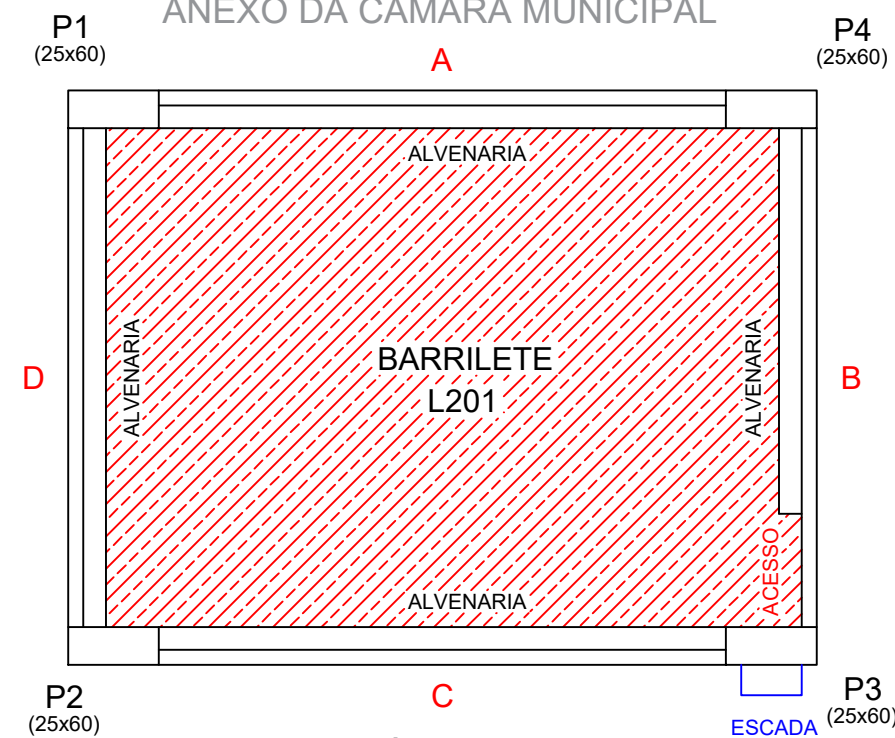 ANEXO DA CÂMARA MUNICIPAL
P1
(25x60)
P4
(25x60)
A
ALVENARIA
ALVENARIA
ALVENARIA
BARRILETE
L201
D
B
ALVENARIA
ACESSO
P2
(25x60)
C
P3
(25x60)
ESCADA